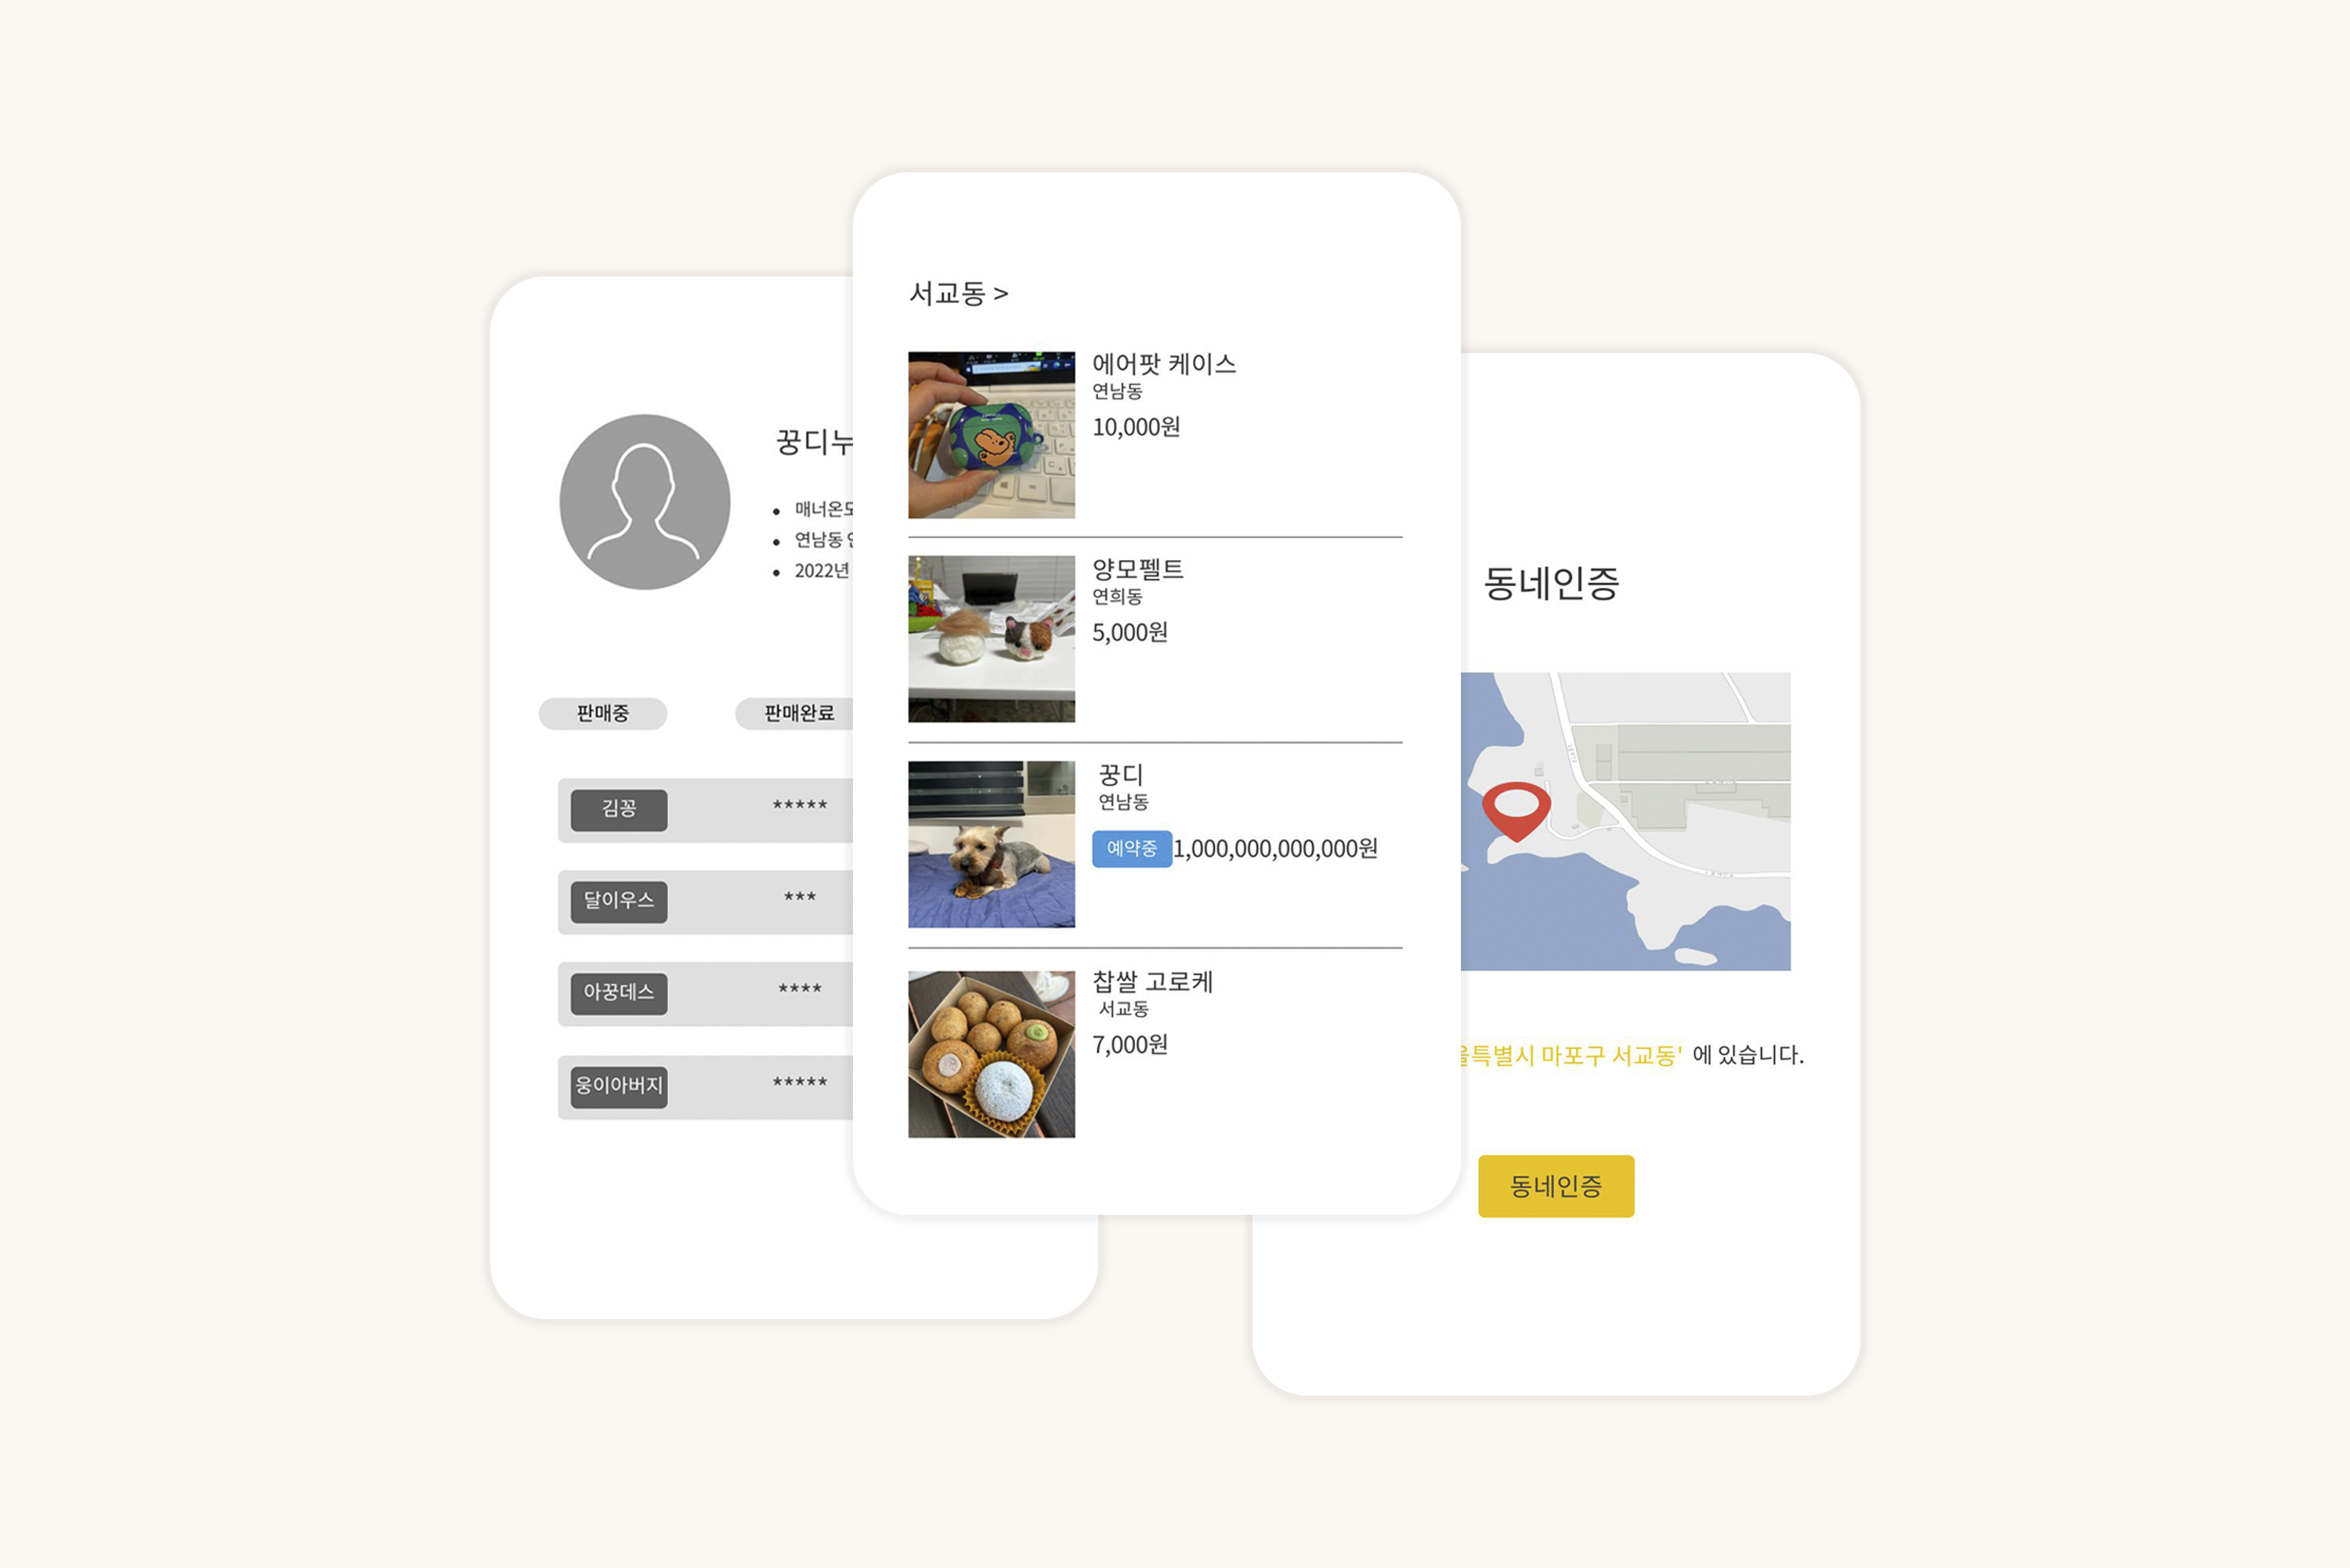 꿍디누
매너온도
연남동
2022년
판매중
판매완료
김꽁
*****
달이우스
***
아꿍데스
****
웅이아버지
*****
서교동 >
에어팟 케이스
연남동
10,000원
양모펠트
연희동
5,000원
꿍디
연남동
예약중 1,000,000,000,000원
찹쌀 고로케
서교동
7,000원
동네인증
울특별시 마포구 서교동' 에 있습니다.
동네인증